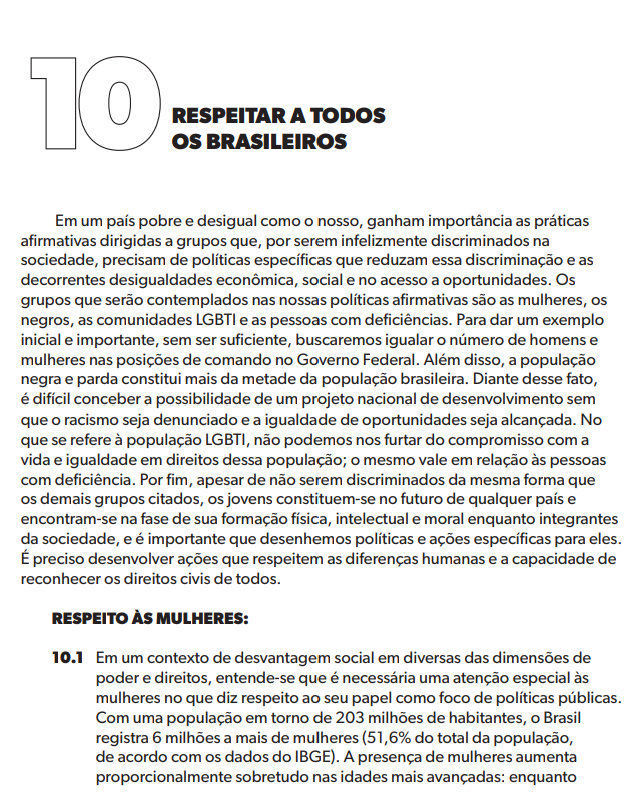 10
RESPEITAR A TODOS
OS BRASILEIROS
Em um país pobre e desigual como o nosso, ganham importância as práticas
afirmativas dirigidas a grupos que, por serem infelizmente discriminados na
sociedade, precisam de políticas específicas que reduzam essa discriminação e as
decorrentes desigualdades econômica, social e no acesso a oportunidades. Os
grupos que serão contemplados nas nossas políticas afirmativas são as mulheres, os
negros, as comunidades LGBTI e as pessoas com deficiências. Para dar um exemplo
inicial e importante, sem ser suficiente, buscaremos igualar o número de homens e
mulheres nas posições de comando no Governo Federal. Além disso, a população
negra e parda constitui mais da metade da população brasileira. Diante desse fato,
é difícil conceber a possibilidade de um projeto nacional de desenvolvimento sem
que o racismo seja denunciado e a igualdade de oportunidades seja alcançada. No
que se refere à população LGBTI, não podemos nos furtar do compromisso com a
vida e igualdade em direitos dessa população; o mesmo vale em relação às pessoas
com deficiência. Por fim, apesar de não serem discriminados da mesma forma que
os demais grupos citados, os jovens constituem-se no futuro de qualquer país e
encontram-se na fase de sua formação física, intelectual e moral enquanto integrantes
da sociedade, e é importante que desenhemos políticas e ações específicas para eles.
É preciso desenvolver ações que respeitem as diferenças humanas e a capacidade de
reconhecer os direitos civis de todos.
RESPEITO ÀS MULHERES:
10.1 Em um contexto de desvantagem social em diversas das dimensões de
poder e direitos, entende-se que é necessária uma atenção especial às
mulheres no que diz respeito ao seu papel como foco de políticas públicas.
Com uma população em torno de 203 milhões de habitantes, o Brasil
registra 6 milhões a mais de mulheres (51,6% do total da população,
de acordo com os dados do IBGE). A presença de mulheres aumenta
proporcionalmente sobretudo nas idades mais avançadas: enquanto